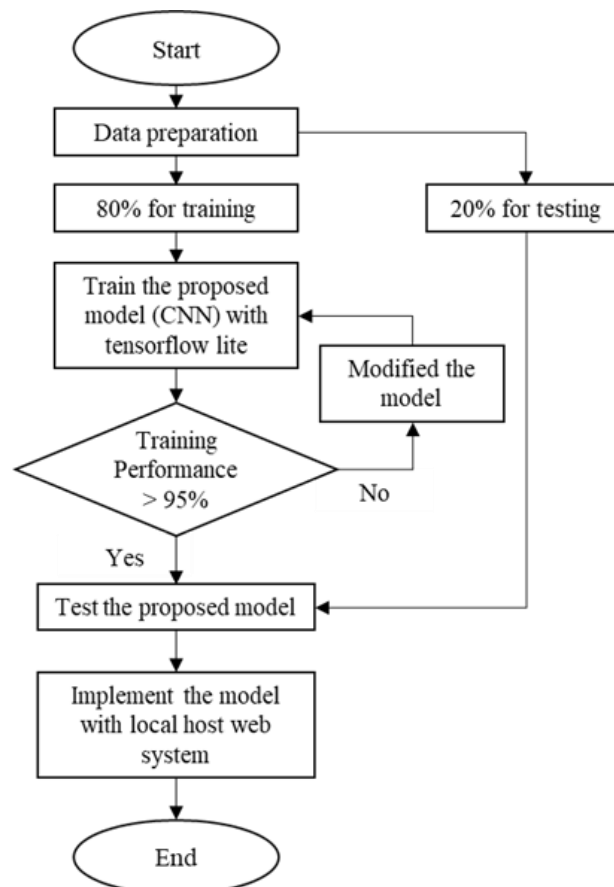 Start
Data preparation
80% for training
20% for testing
Train the proposed
model (CNN) with
tensorflow lite
Modified the
model
Training
Performance
> 95%
No
Yes
Test the proposed model
Implement the model
with local host web
system
End